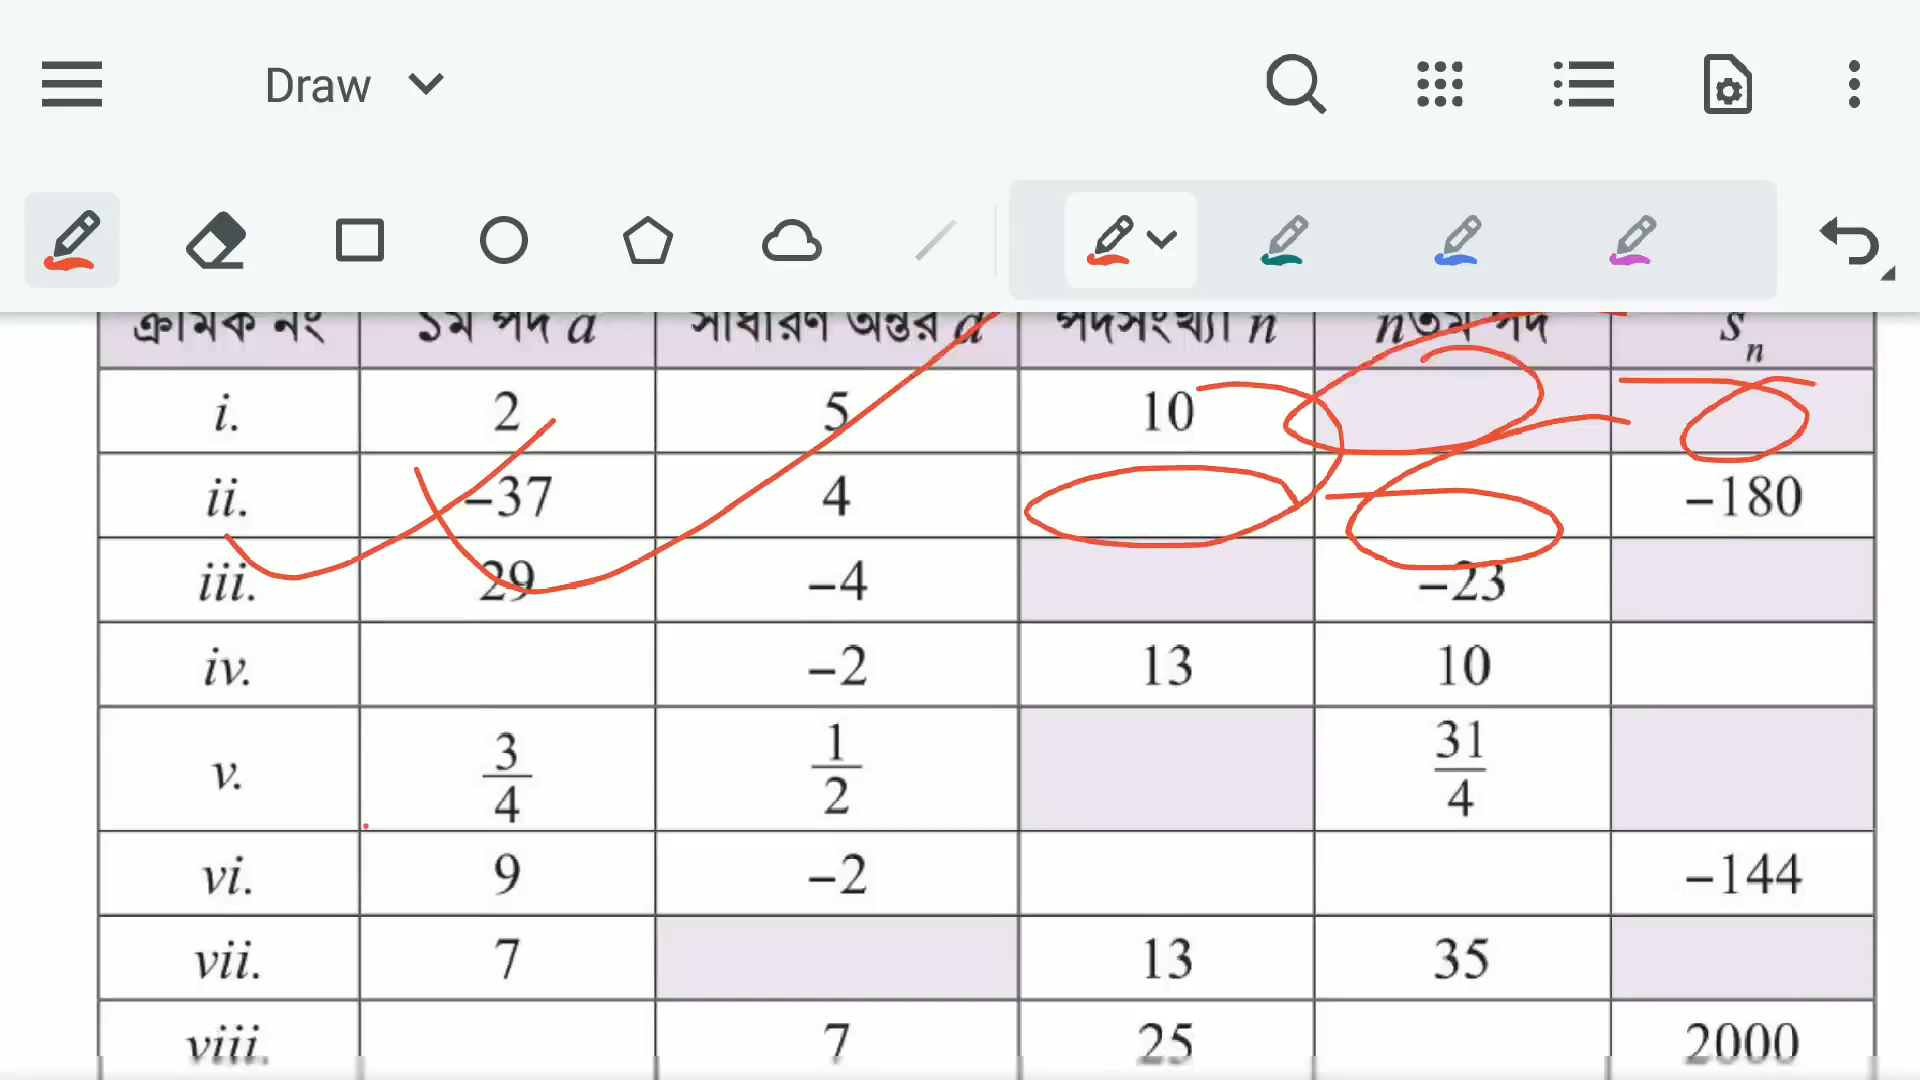 Draw
ক্রমিক নং ১ম পদ a সাধারণ অন্তর d পদসংখ্যা n nতম পদ s_n
i. 2 5 10
ii. −37 4 −180
iii. 29 −4 −23
iv. −2 13 10
v. 3/4 1/2 31/4
vi. 9 −2 −144
vii. 7 13 35
viii. 7 25 2000